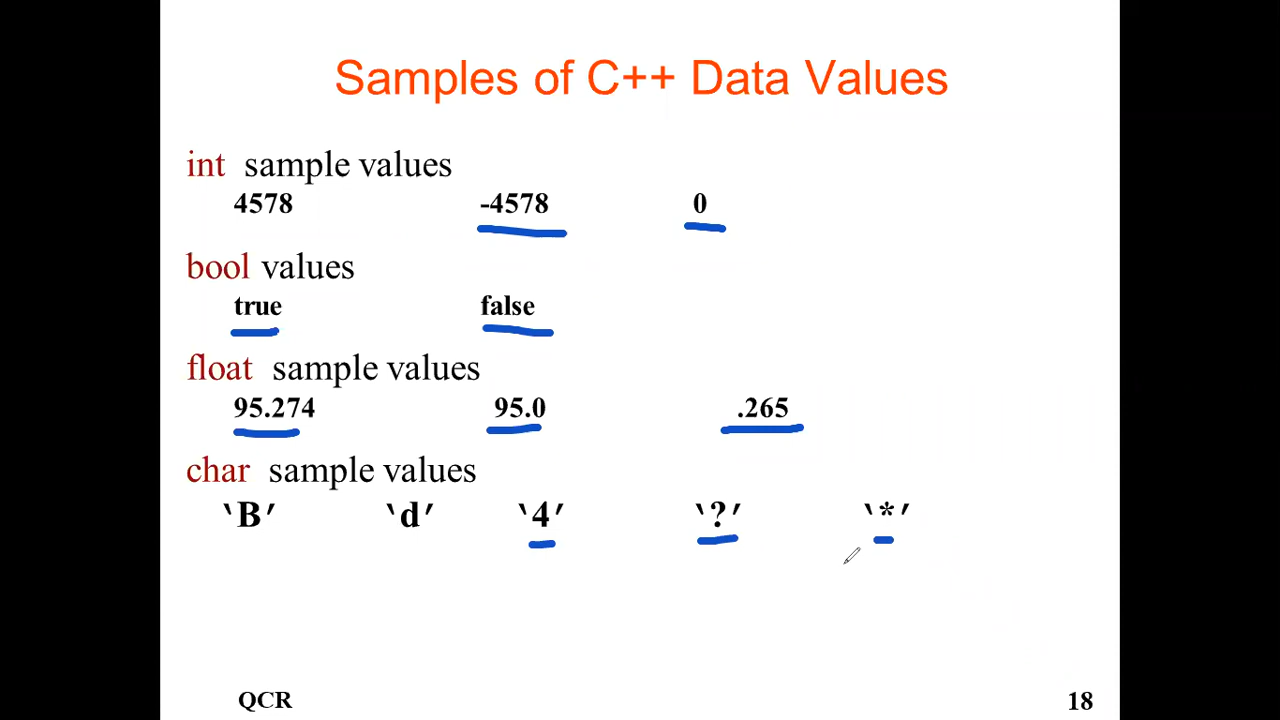 Samples of C++ Data Values
int sample values
4578 -4578 0
bool values
true false
float sample values
95.274 95.0 .265
char sample values
‛B′ ‛d′ ‛4′ ‛?′ ‛*′
QCR 18